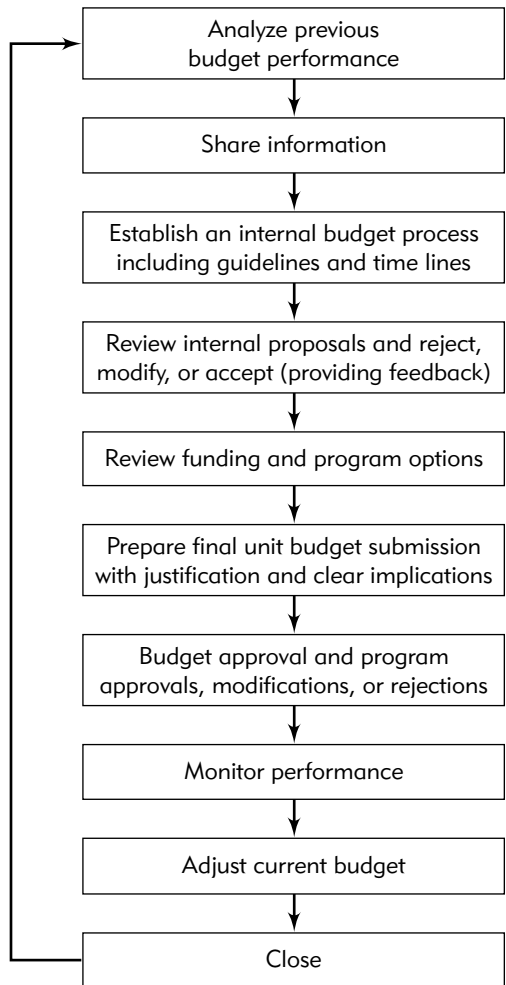 Analyze previous
budget performance
Share information
Establish an internal budget process
including guidelines and time lines
Review internal proposals and reject,
modify, or accept (providing feedback)
Review funding and program options
Prepare final unit budget submission
with justification and clear implications
Budget approval and program
approvals, modifications, or rejections
Monitor performance
Adjust current budget
Close